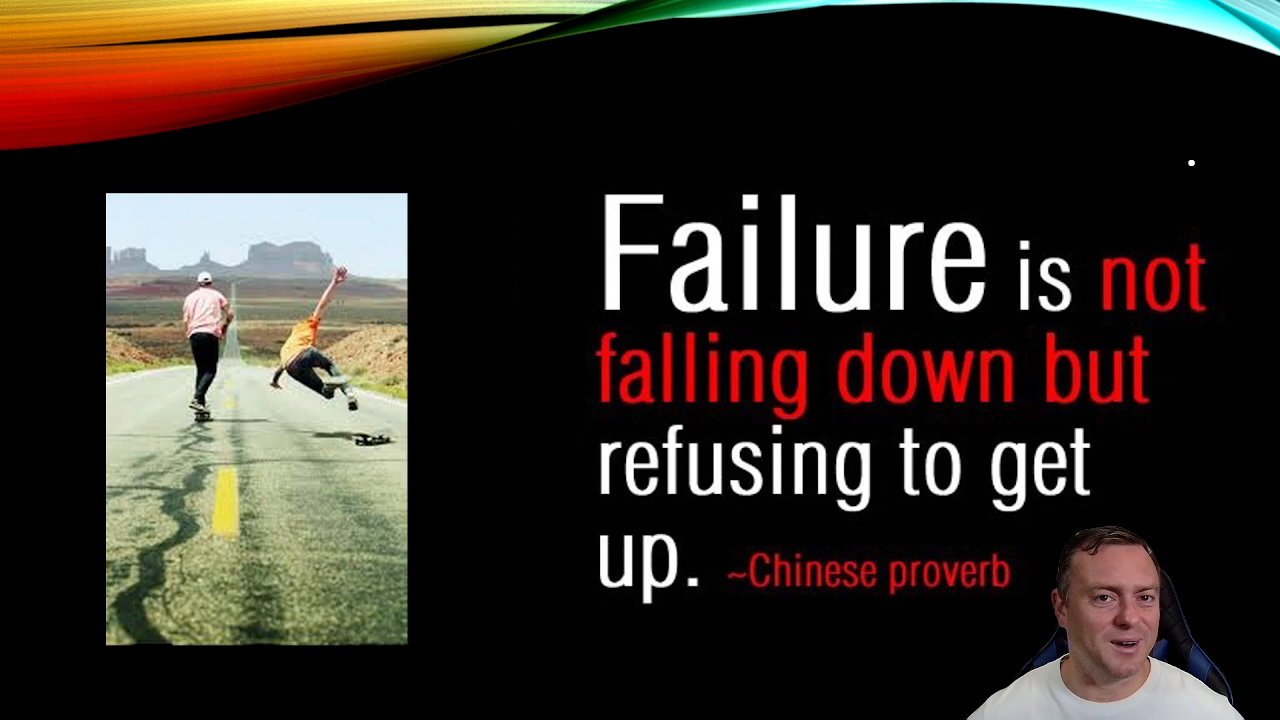 Failure is not
falling down but
refusing to get
up. ~Chinese proverb